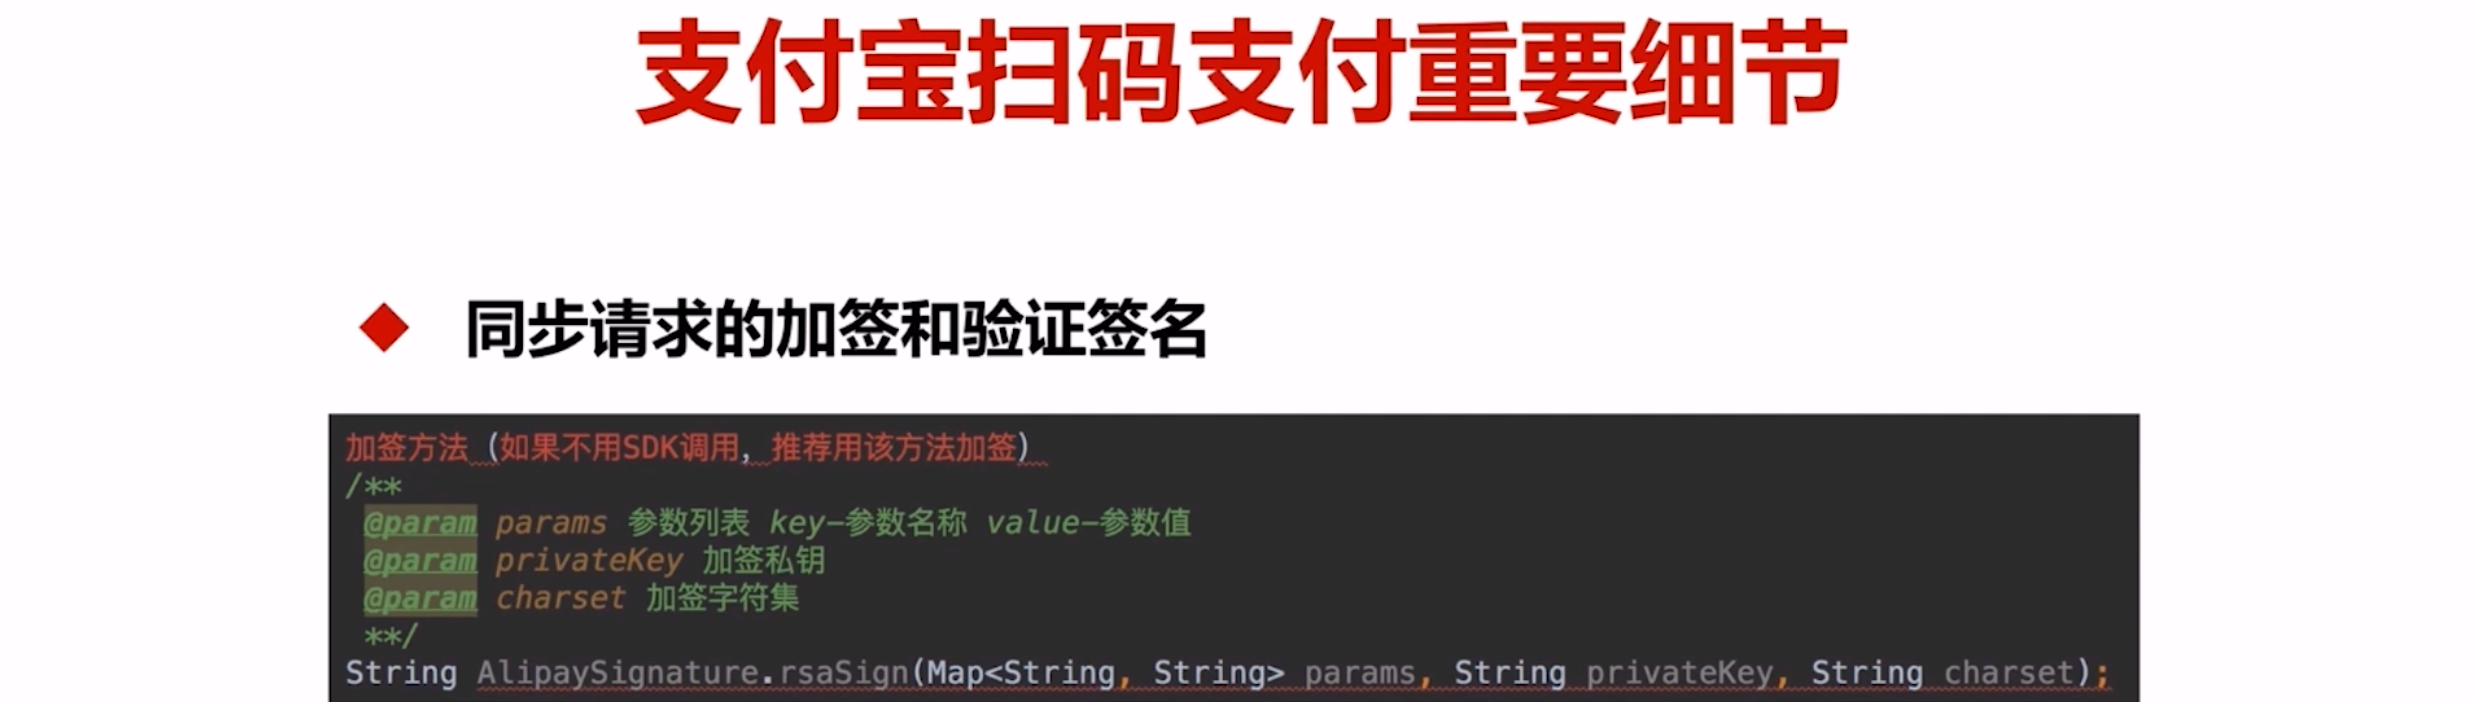 支付宝扫码支付重要细节
同步请求的加签和验证签名
加签方法（如果不用SDK调用，推荐用该方法加签）
/**
@param params 参数列表 key-参数名称 value-参数值
@param privateKey 加签私钥
@param charset 加签字符集
**/
String AlipaySignature.rsaSign(Map<String, String> params, String privateKey, String charset);